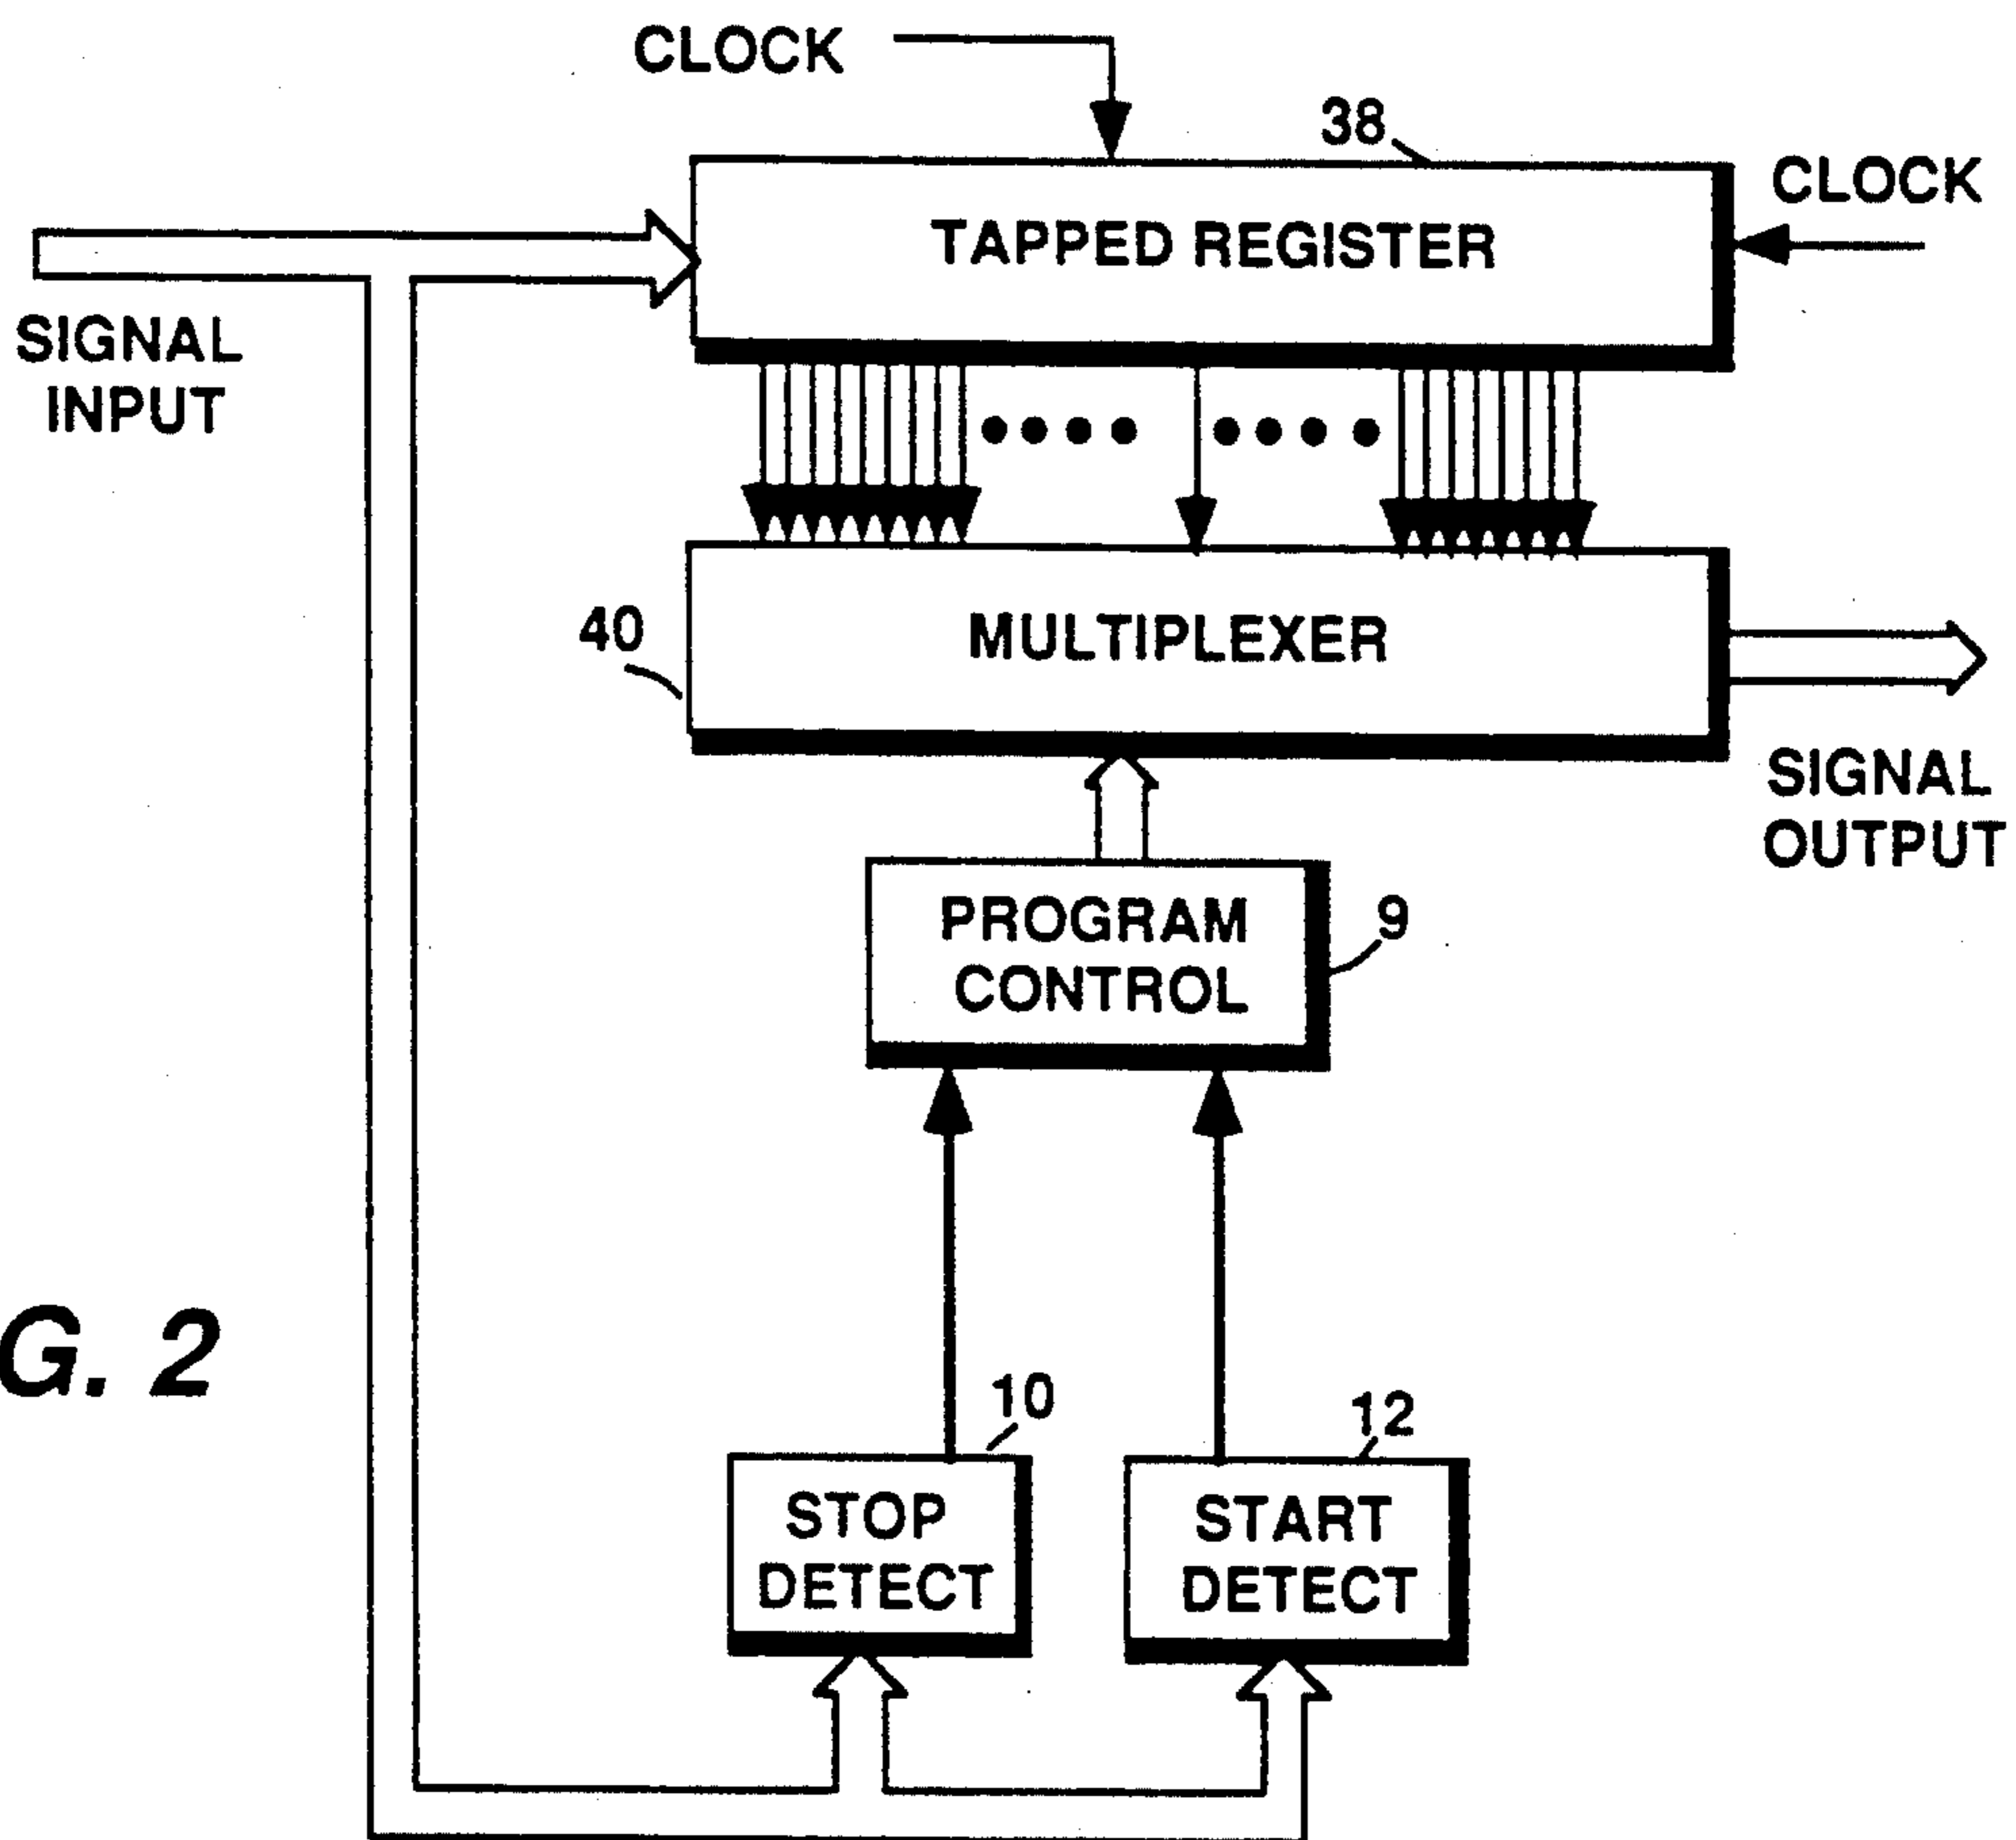 CLOCK
38
CLOCK
TAPPED REGISTER
SIGNAL
INPUT
40
MULTIPLEXER
SIGNAL
OUTPUT
PROGRAM
CONTROL
9
G. 2
10
12
STOP
DETECT
START
DETECT